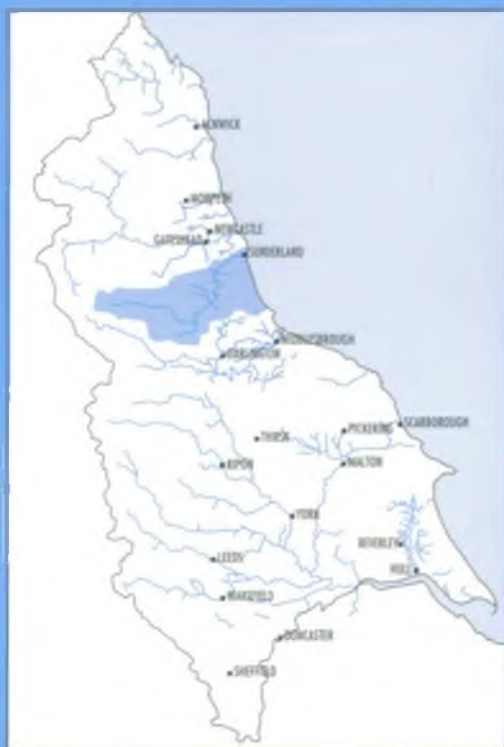 ALNWICK
MORPETH
NEWCASTLE
GATESHEAD
SUNDERLAND
MIDDLESBROUGH
DARLINGTON
SCARBOROUGH
PICKERING
THIRSK
RIPON
MALTON
YORK
BEVERLEY
LEEDS
HULL
WAKEFIELD
DONCASTER
SHEFFIELD